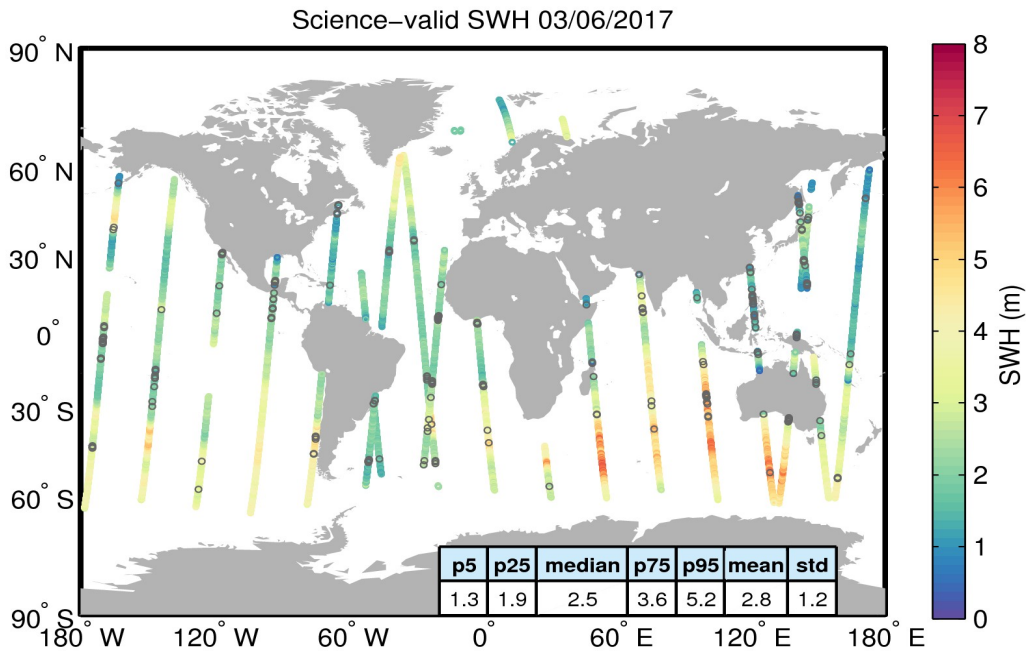 Science−valid SWH 03/06/2017
90° N
60° N
30° N
0°
30° S
60° S
90° S
180° W
120° W
60° W
0°
60° E
120° E
180° E
p5 p25 median p75 p95 mean std
1.3 1.9 2.5 3.6 5.2 2.8 1.2
8
7
6
5
4
3
2
1
0
SWH (m)